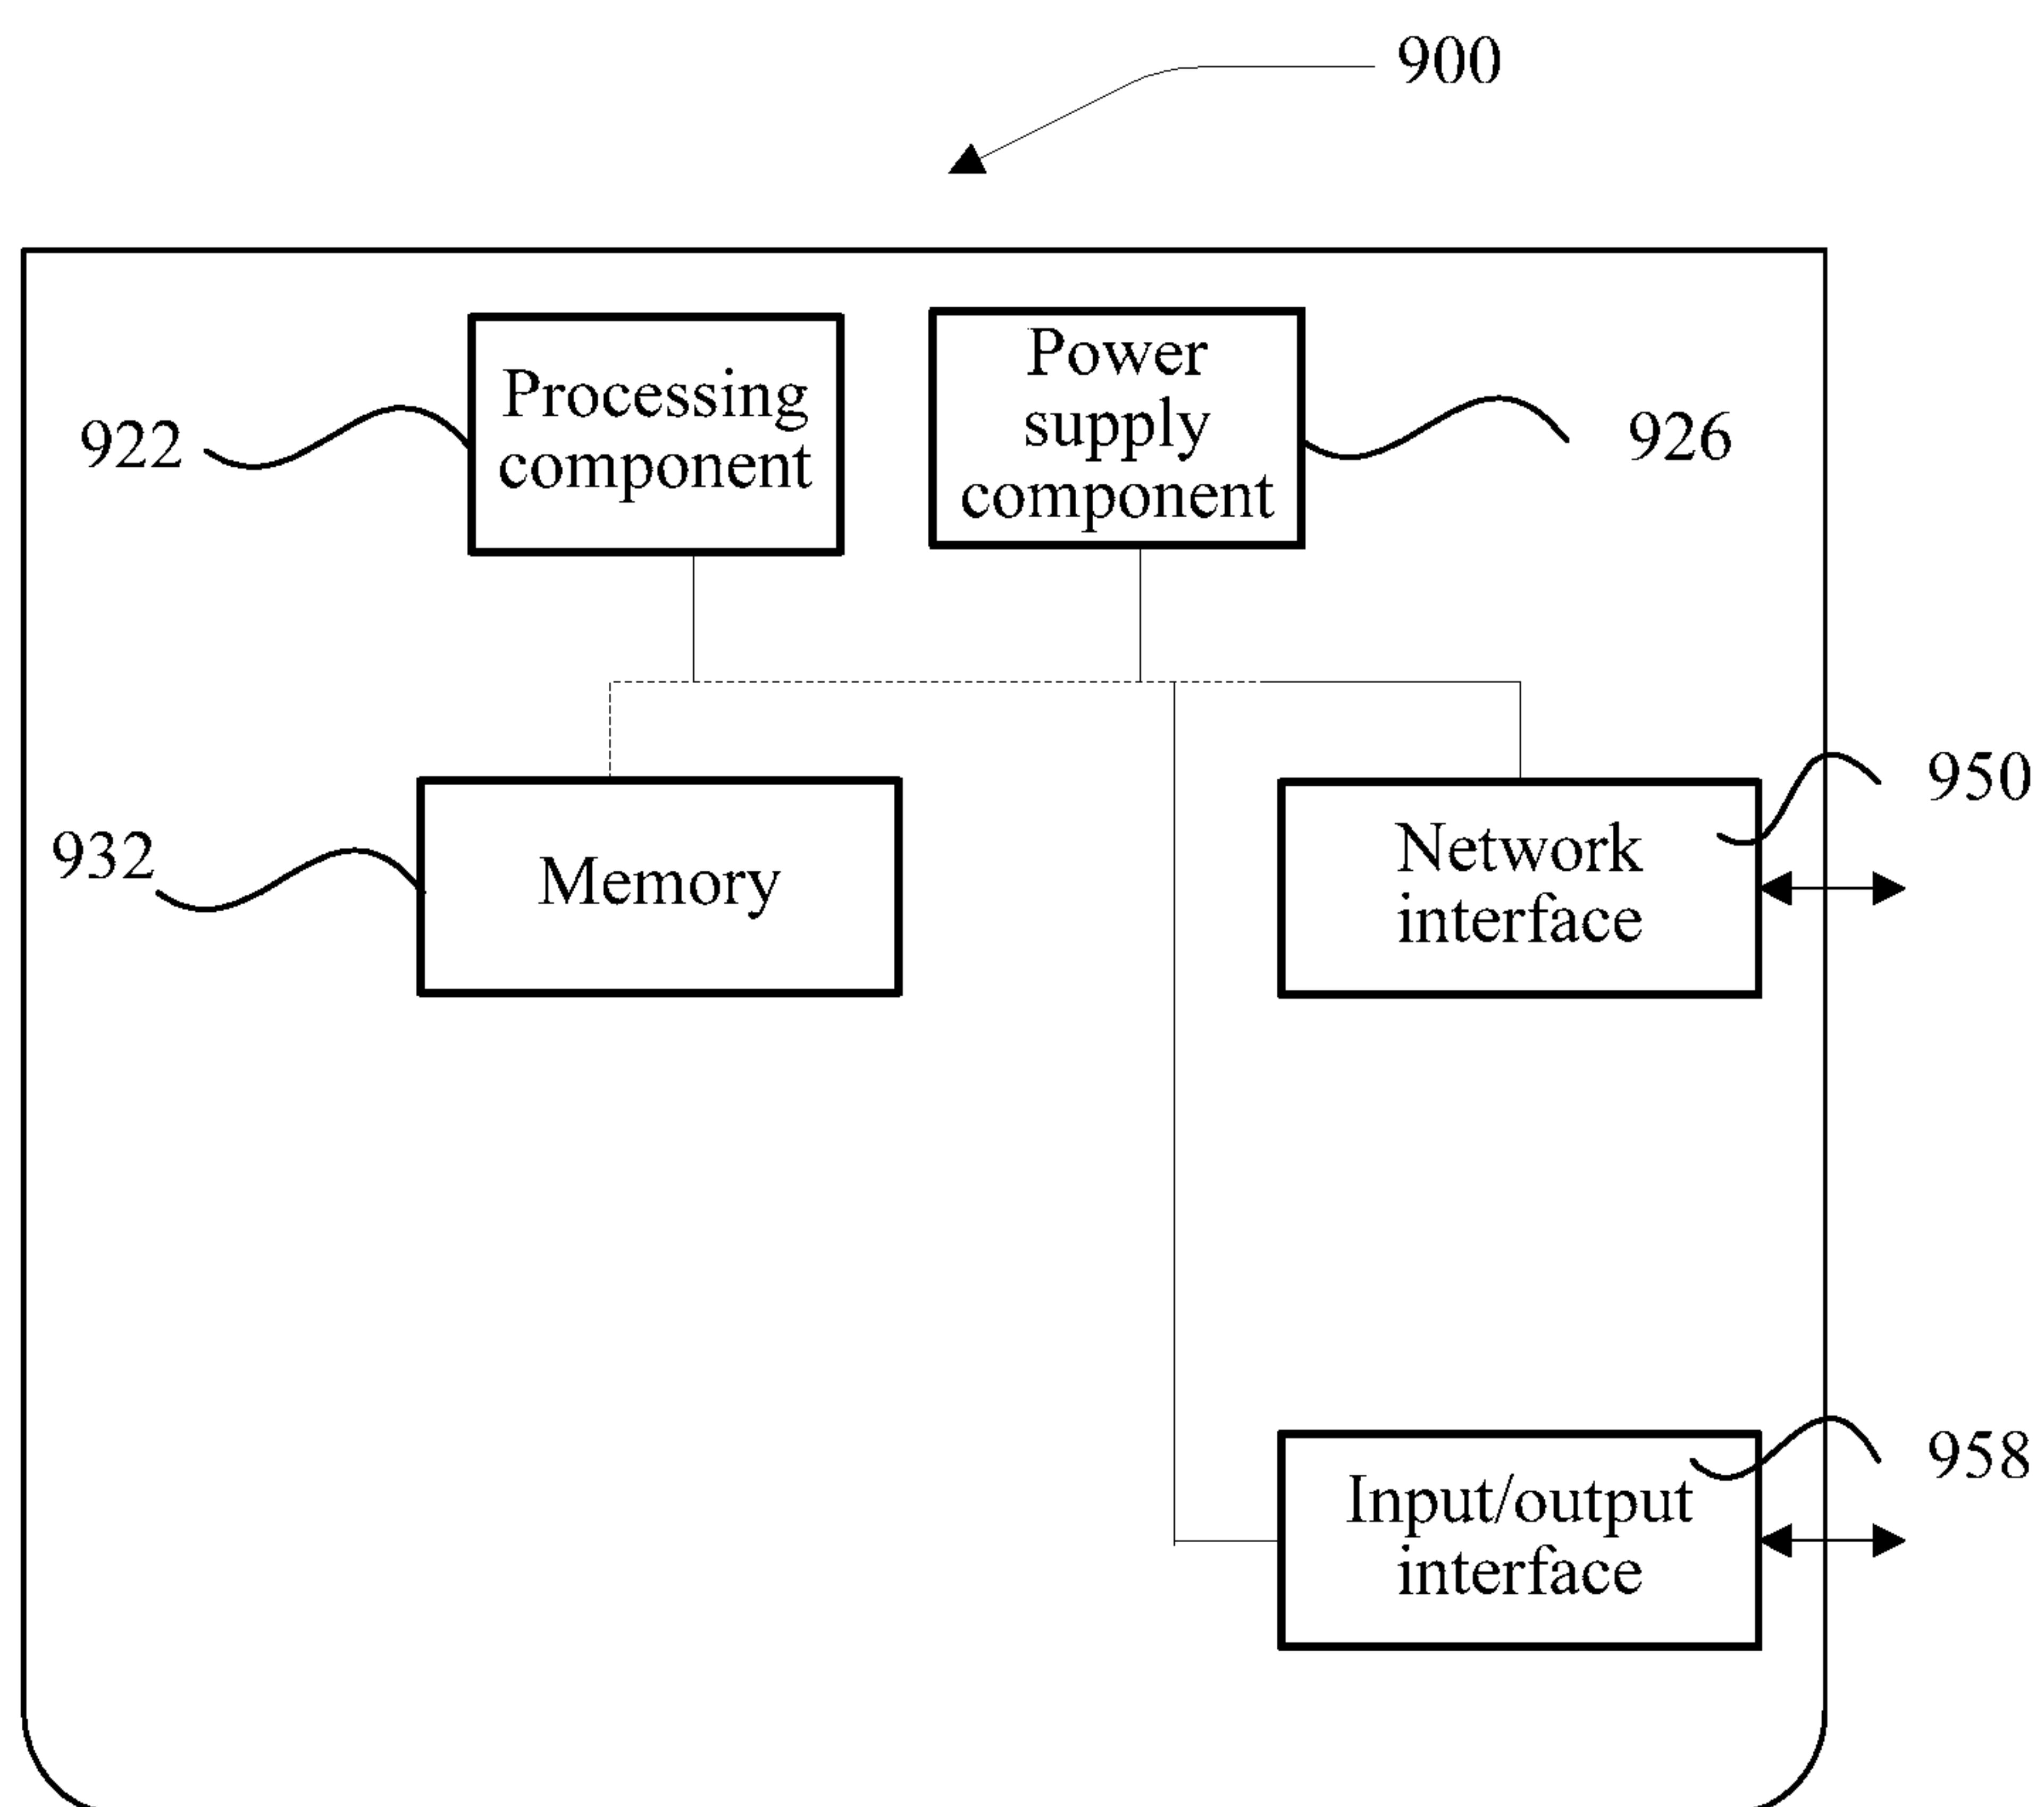 900
Processing
component
Power
supply
component
922
926
950
932
Memory
Network
interface
958
Input/output
interface